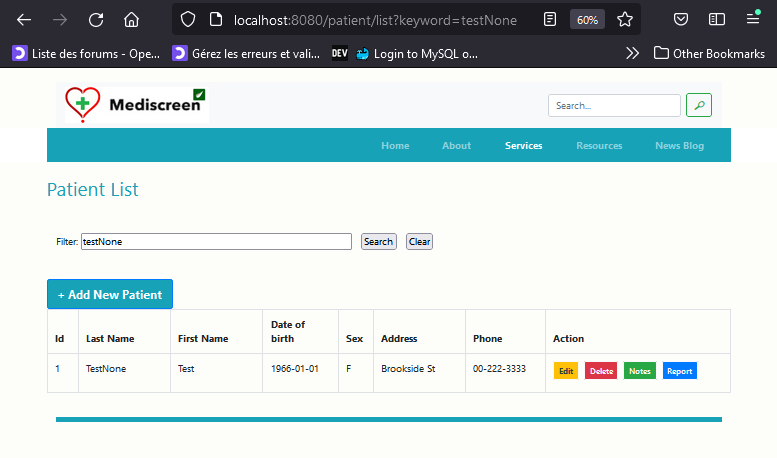 localhost:8080/patient/list?keyword=testNone 60%
Liste des forums - Ope... Gérez les erreurs et vali... DEV Login to MySQL o... Other Bookmarks
Mediscreen Search...
Home About Services Resources News Blog
Patient List
Filter: testNone Search Clear
+ Add New Patient
Id Last Name First Name Date of birth Sex Address Phone Action
1 TestNone Test 1966-01-01 F Brookside St 00-222-3333 Edit Delete Notes Report